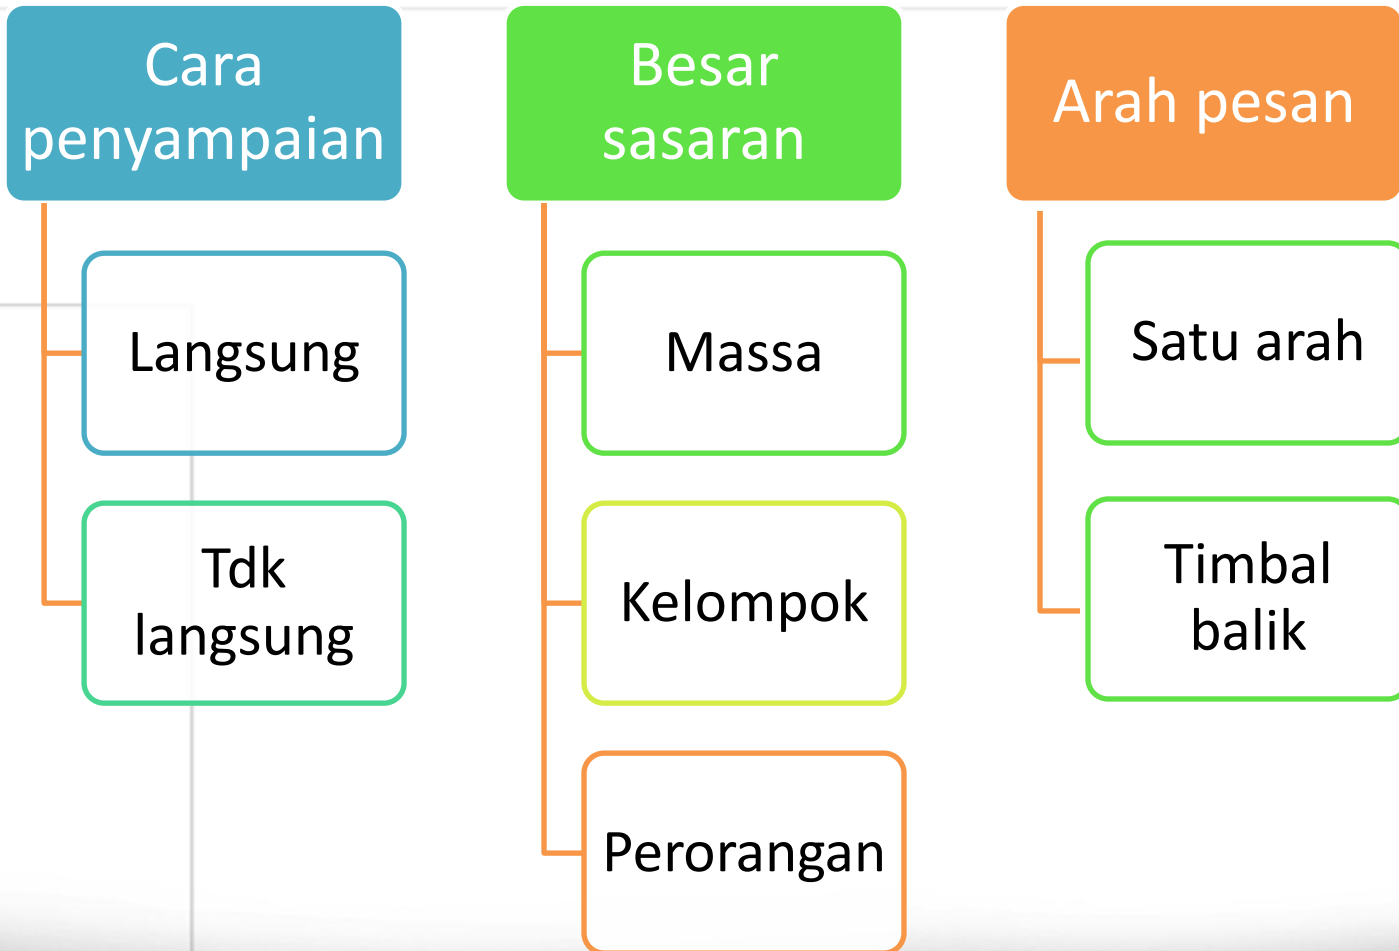 Cara
penyampaian
Langsung
Tdk
langsung
Besar
sasaran
Massa
Kelompok
Perorangan
Arah pesan
Satu arah
Timbal
balik